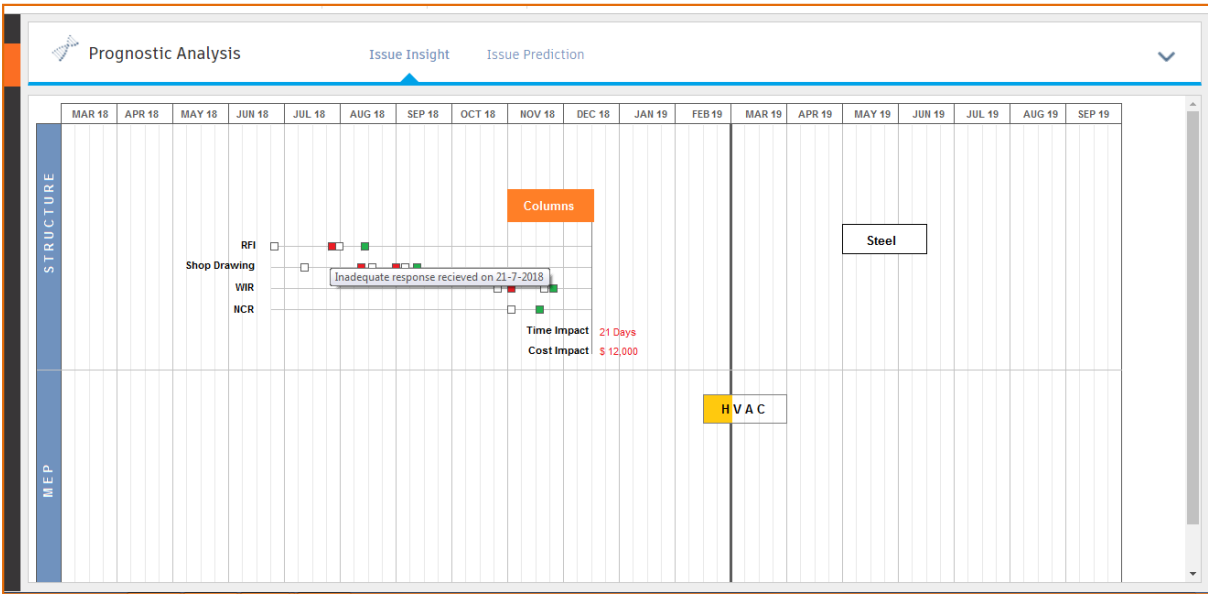 Prognostic Analysis
Issue Insight
Issue Prediction
MAR 18 APR 18 MAY 18 JUN 18 JUL 18 AUG 18 SEP 18 OCT 18 NOV 18 DEC 18 JAN 19 FEB 19 MAR 19 APR 19 MAY 19 JUN 19 JUL 19 AUG 19 SEP 19
STRUCTURE
Columns
Steel
RFI
Shop Drawing
Inadequate response recieved on 21-7-2018
WIR
NCR
Time Impact 21 Days
Cost Impact $ 12,000
MEP
HVAC